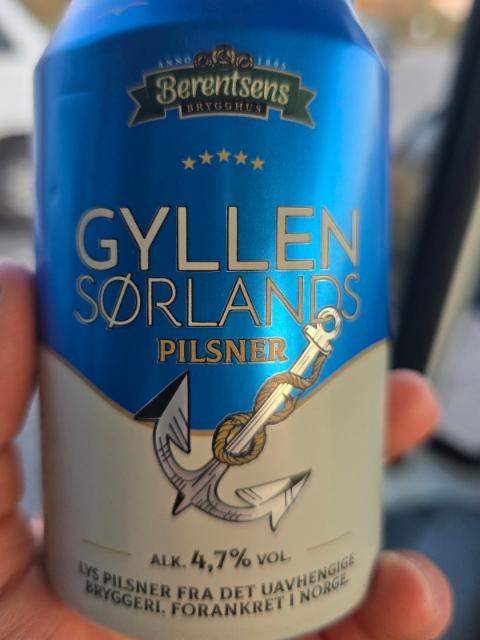 ANNO 1865
Berentsens
BRYGGHUS
GYLLEN
SØRLANDS
PILSNER
ALK. 4,7% VOL.
LYS PILSNER FRA DET UAVHENGIGE
BRYGGERI. FORANKRET I NORGE.